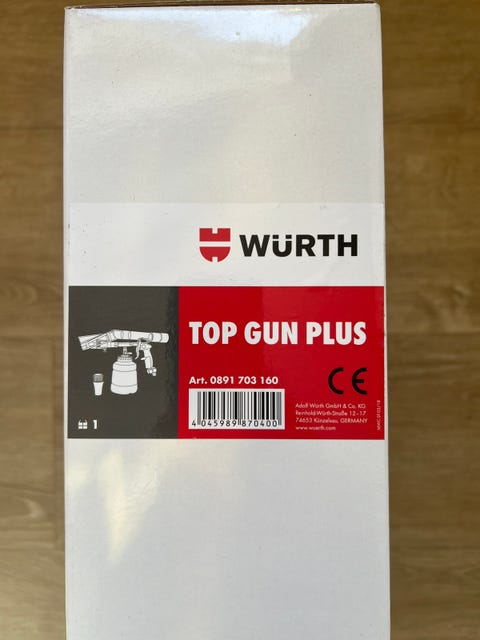 WÜRTH
TOP GUN PLUS
Art. 0891 703 160
CE
4 045989 870400
Adolf Würth GmbH & Co. KG
Reinhold-Würth-Straße 12 - 17
74653 Künzelsau, GERMANY
www.wuerth.com
1